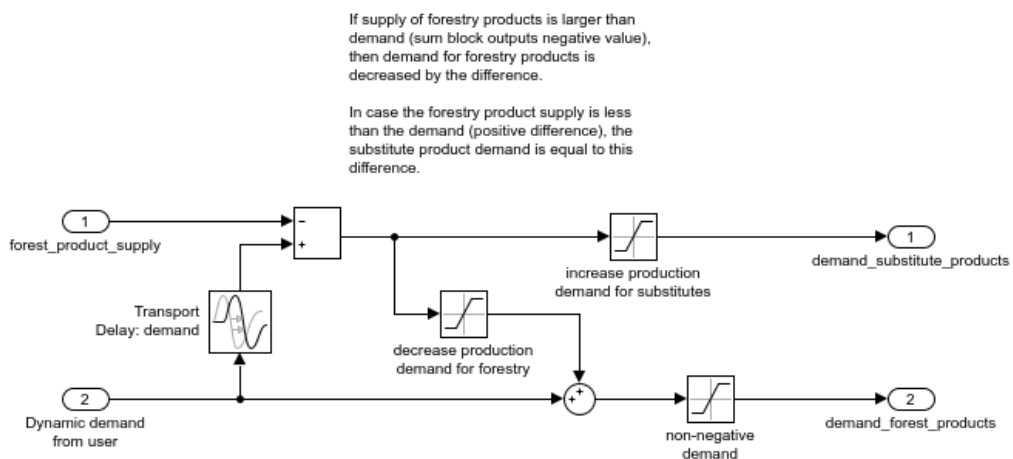 If supply of forestry products is larger than
demand (sum block outputs negative value),
then demand for forestry products is
decreased by the difference.
In case the forestry product supply is less
than the demand (positive difference), the
substitute product demand is equal to this
difference.
1
forest_product_supply
−
+
increase production
demand for substitutes
1
demand_substitute_products
Transport
Delay: demand
decrease production
demand for forestry
2
Dynamic demand
from user
+
+
non-negative
demand
2
demand_forest_products